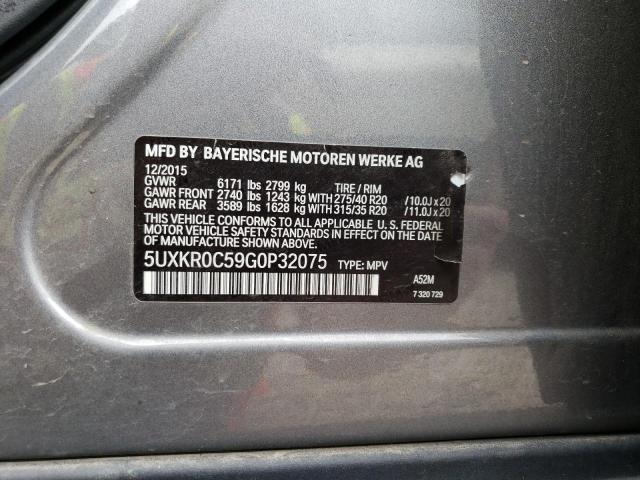 MFD BY BAYERISCHE MOTOREN WERKE AG
12/2015
GVWR 6171 lbs 2799 kg TIRE / RIM
GAWR FRONT 2740 lbs 1243 kg WITH 275/40 R20 /10.0J x 20
GAWR REAR 3589 lbs 1628 kg WITH 315/35 R20 /11.0J x 20
THIS VEHICLE CONFORMS TO ALL APPLICABLE U. S. FEDERAL
MOTOR VEHICLE SAFETY STANDARDS IN EFFECT ON THE
DATE OF MANUFACTURE SHOWN ABOVE.
5UXKR0C59G0P32075 TYPE: MPV
A52M
7 320 729